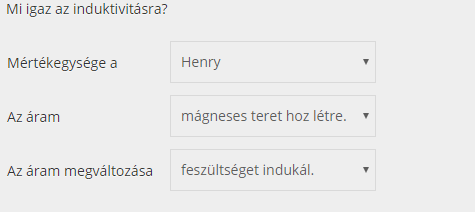 Mi igaz az induktivitásra?
Mértékegysége a Henry
Az áram mágneses teret hoz létre.
Az áram megváltozása feszültséget indukál.